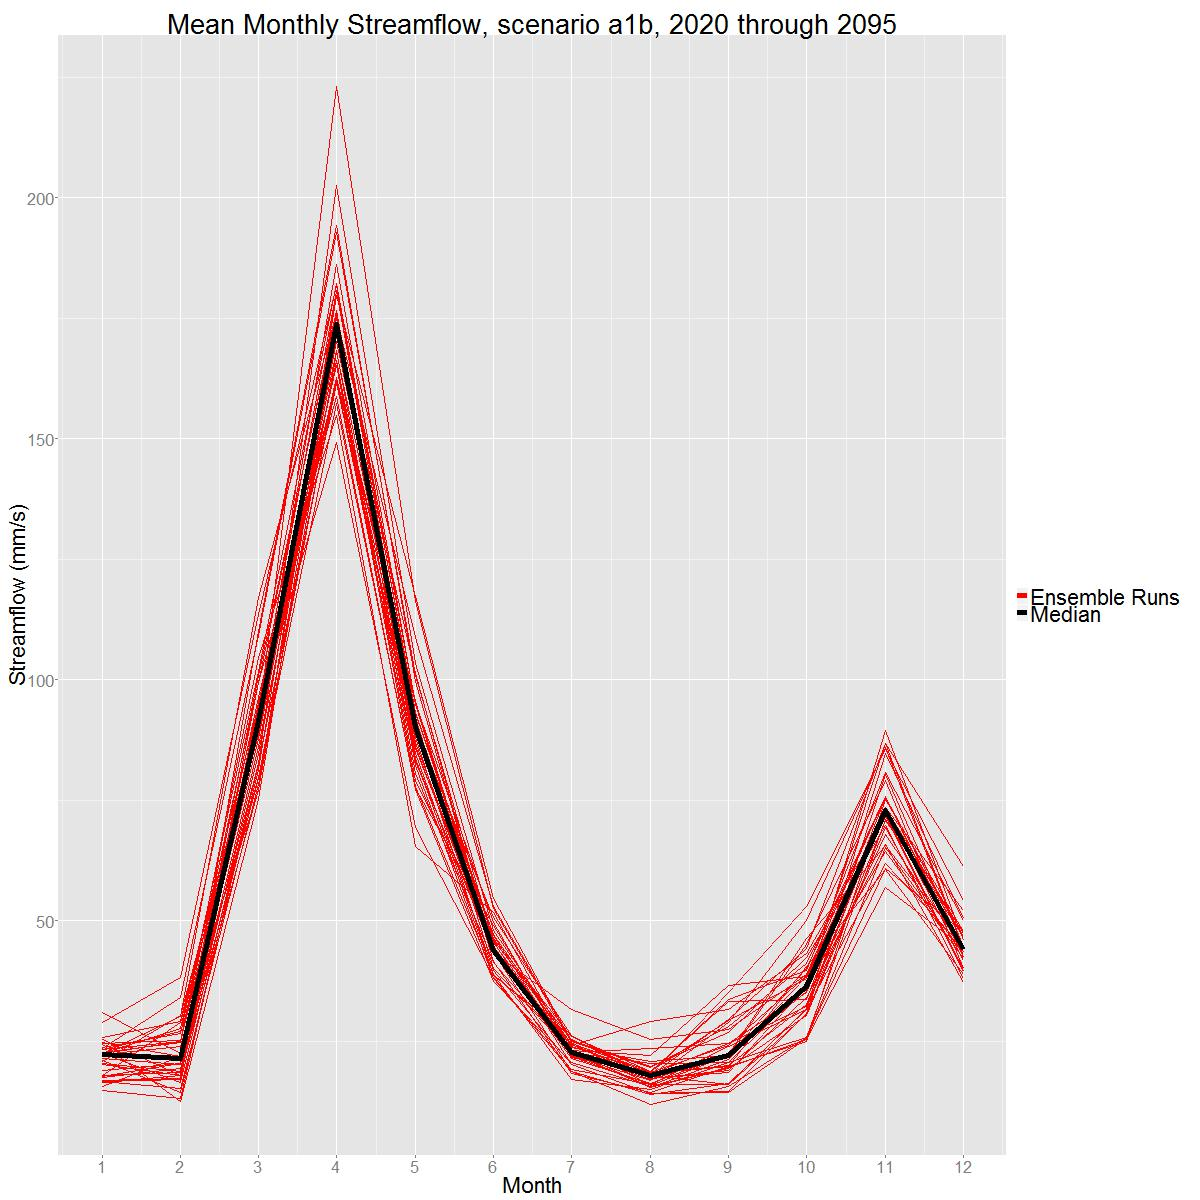 Mean Monthly Streamflow, scenario a1b, 2020 through 2095
Streamflow (mm/s)
200
150
100
50
1 2 3 4 5 6 7 8 9 10 11 12
Month
Ensemble Runs
Median